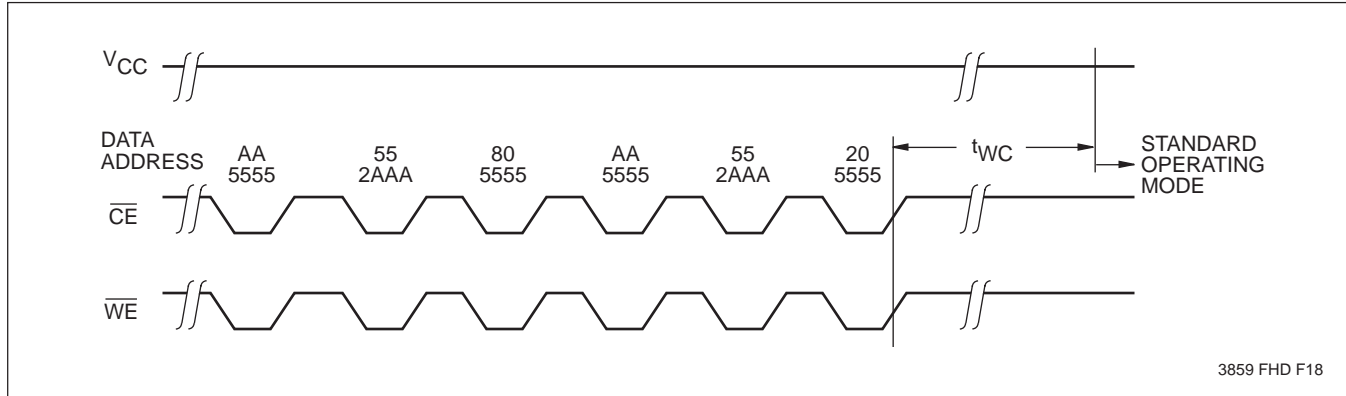 VCC
DATA
ADDRESS
AA 55 80 AA 55 20
5555 2AAA 5555 5555 2AAA 5555
tWC
STANDARD
OPERATING
MODE
CE
WE
3859 FHD F18